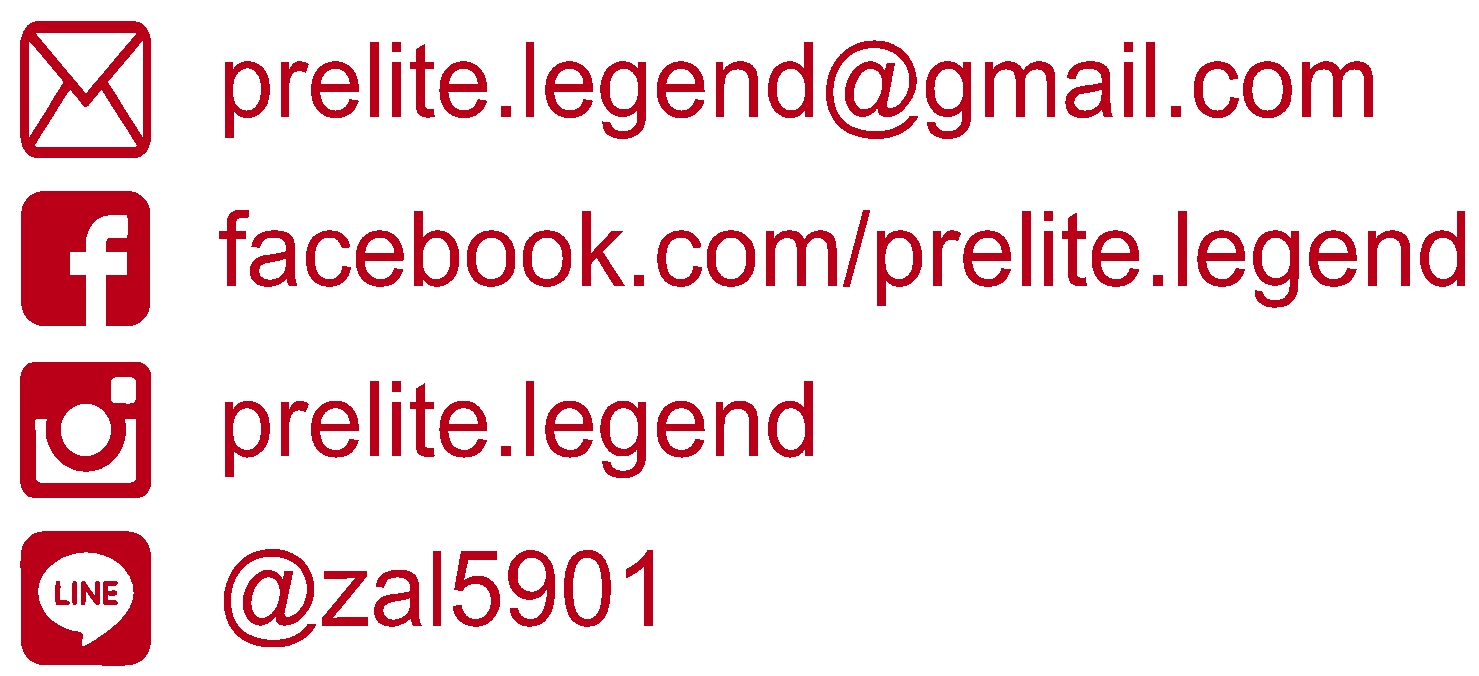 prelite.legend@gmail.com
facebook.com/prelite.legend
prelite.legend
LINE @zal5901